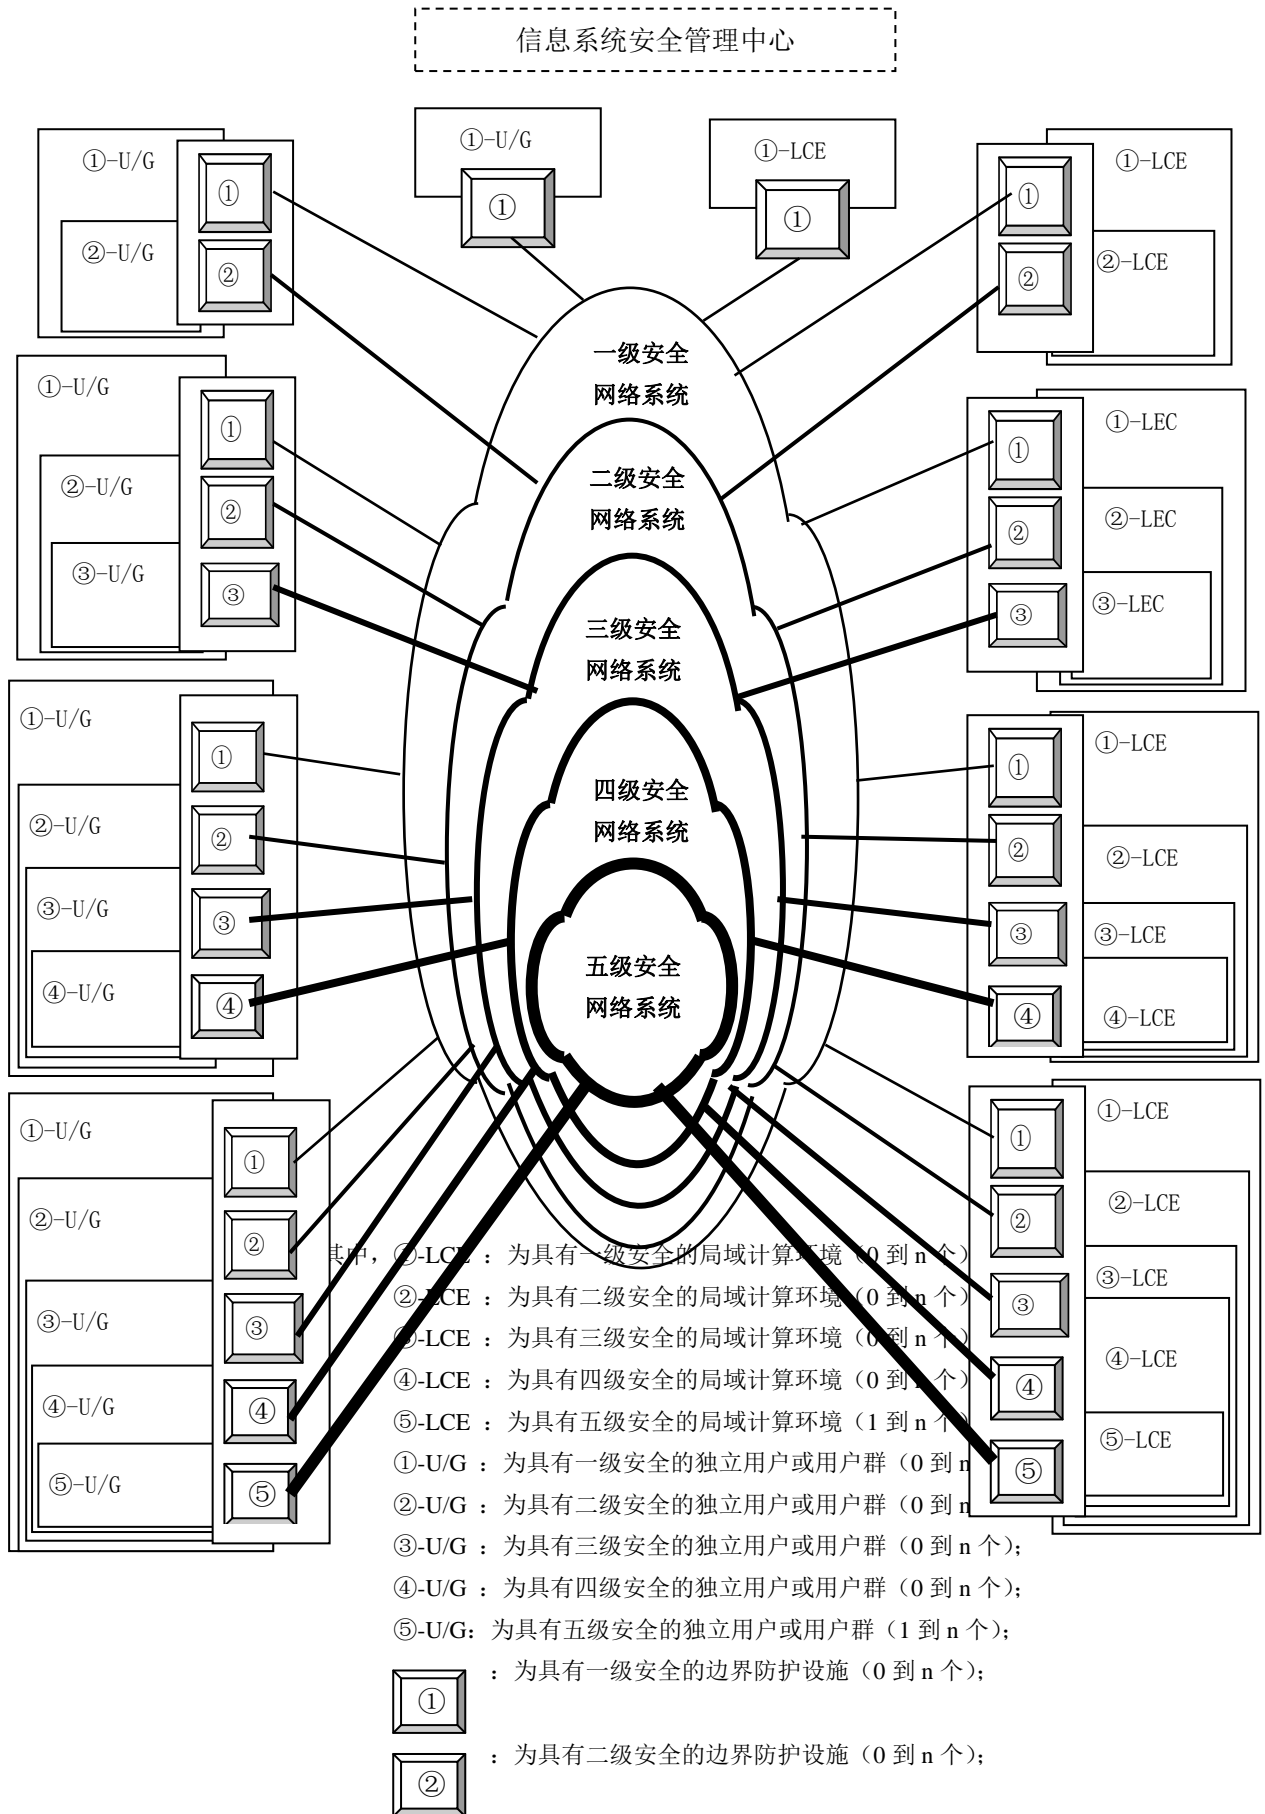 信息系统安全管理中心
①-U/G
①
①-LCE
①
①-U/G
①
②-U/G
②
①-LCE
①
②-LCE
②
①-U/G
①
②-U/G
②
③-U/G
③
①-LEC
①
②-LEC
②
③-LEC
③
①-U/G
①
②-U/G
②
③-U/G
③
④-U/G
④
①-LCE
①
②-LCE
②
③-LCE
③
④-LCE
④
①-U/G
①
②-U/G
②
③-U/G
③
④-U/G
④
⑤-U/G
⑤
①-LCE
①
②-LCE
②
③-LCE
③
④-LCE
④
⑤-LCE
⑤
一级安全
网络系统
二级安全
网络系统
三级安全
网络系统
四级安全
网络系统
五级安全
网络系统
其中，①-LCE ：为具有一级安全的局域计算环境（0 到 n 个）
②-LCE ：为具有二级安全的局域计算环境（0 到 n 个）
③-LCE ：为具有三级安全的局域计算环境（0 到 n 个）
④-LCE ：为具有四级安全的局域计算环境（0 到 n 个）
⑤-LCE ：为具有五级安全的局域计算环境（1 到 n 个
①-U/G ：为具有一级安全的独立用户或用户群（0 到 n
②-U/G ：为具有二级安全的独立用户或用户群（0 到 n
③-U/G ：为具有三级安全的独立用户或用户群（0 到 n 个）；
④-U/G ：为具有四级安全的独立用户或用户群（0 到 n 个）；
⑤-U/G：为具有五级安全的独立用户或用户群（1 到 n 个）；
① ：为具有一级安全的边界防护设施（0 到 n 个）；
② ：为具有二级安全的边界防护设施（0 到 n 个）；